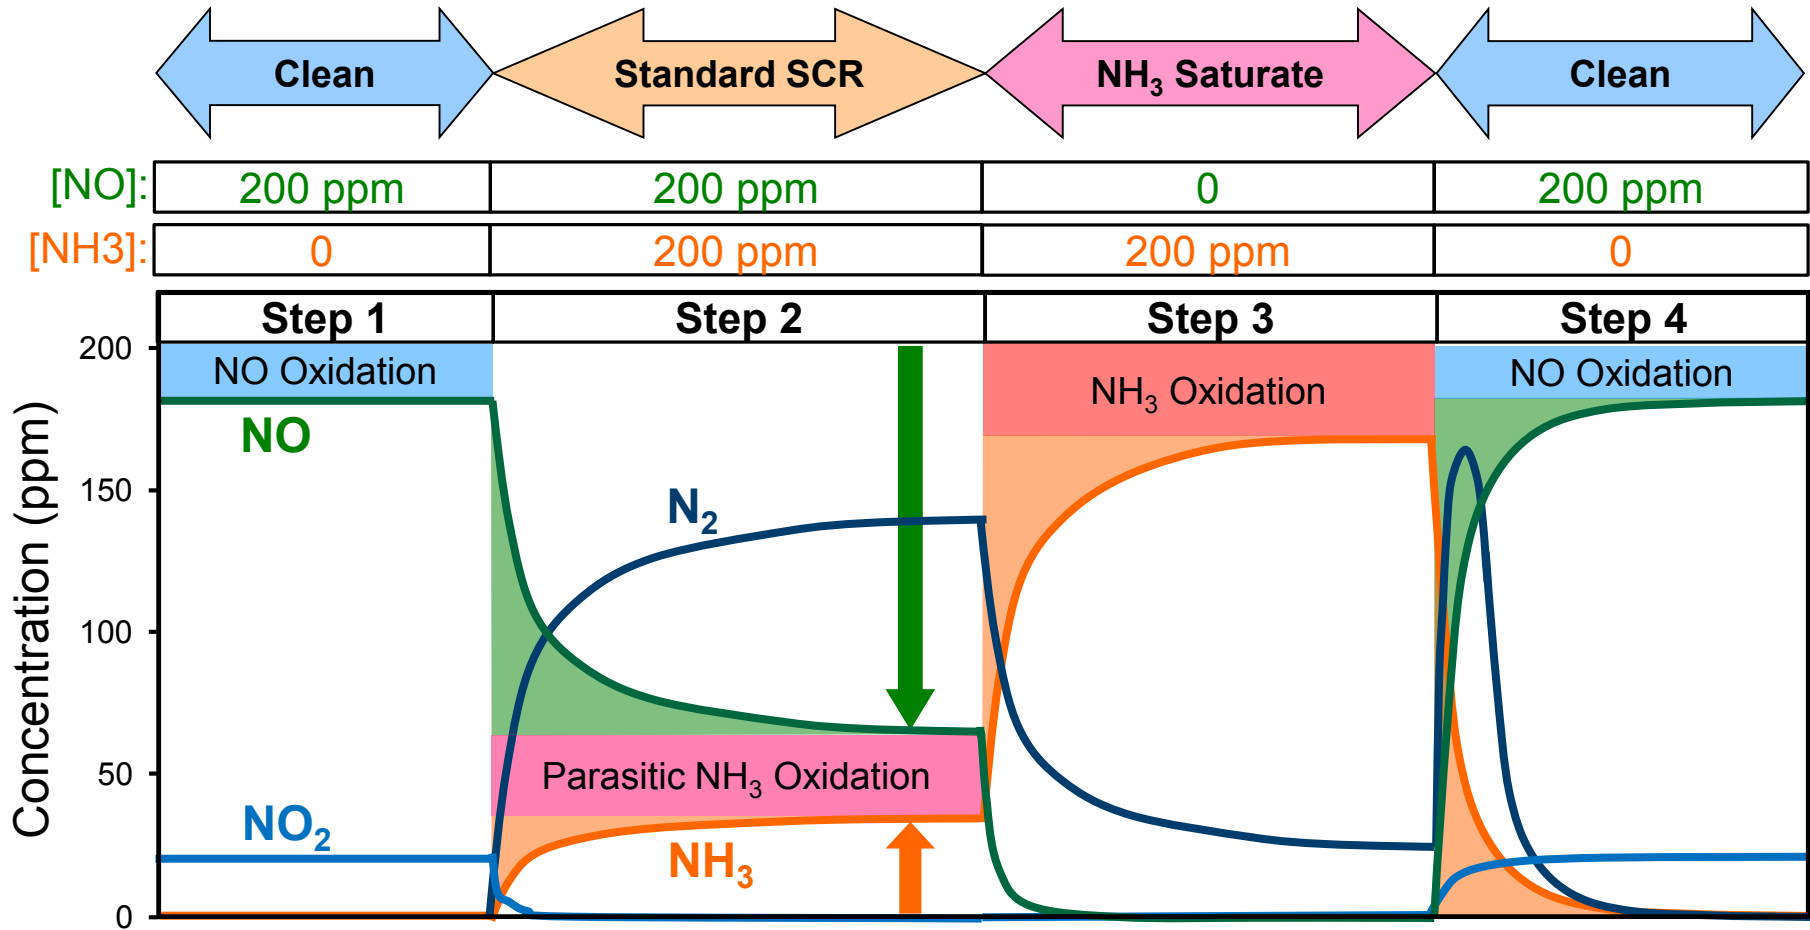 Clean Standard SCR NH₃ Saturate Clean
[NO]: 200 ppm 200 ppm 0 200 ppm
[NH3]: 0 200 ppm 200 ppm 0
Step 1 Step 2 Step 3 Step 4
Concentration (ppm)
200
150
100
50
0
NO Oxidation
NO
NO₂
N₂
Parasitic NH₃ Oxidation
NH₃
NH₃ Oxidation
NO Oxidation